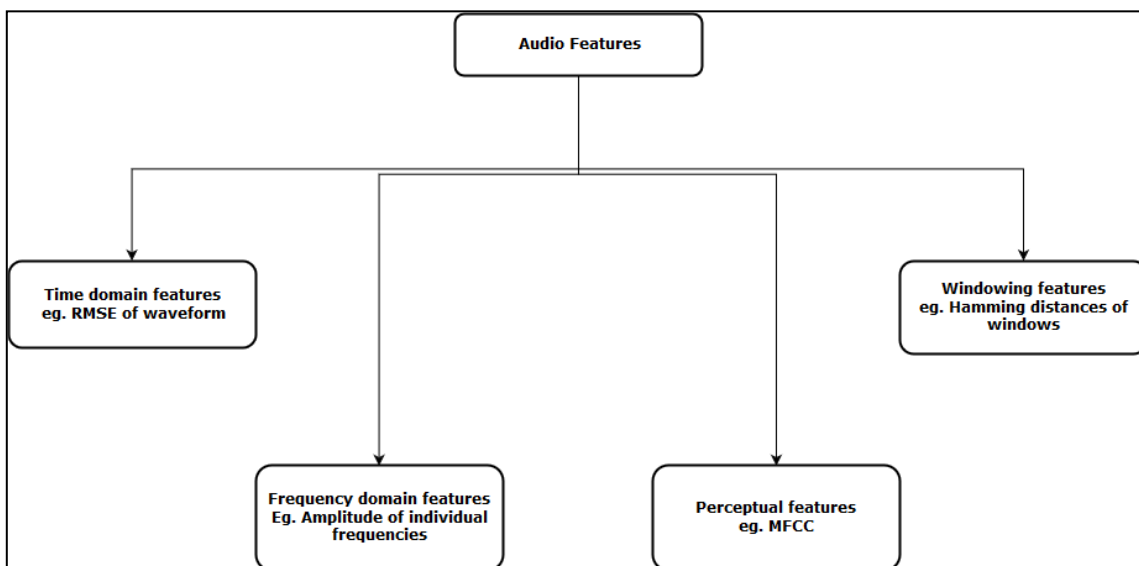 Audio Features
Time domain features
eg. RMSE of waveform
Windowing features
eg. Hamming distances of
windows
Frequency domain features
Eg. Amplitude of individual
frequencies
Perceptual features
eg. MFCC